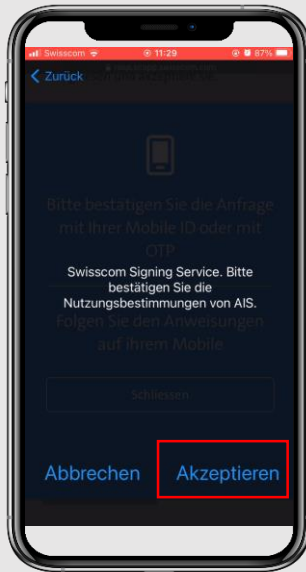 Swisscom
11:29
87%
Zurück
Bitte bestätigen Sie die Anfrage
mit Ihrer Mobile ID oder mit
OTP
Swisscom Signing Service. Bitte
bestätigen Sie die
Nutzungsbestimmungen von AIS.
Folgen Sie den Anweisungen
auf ihrem Mobile
Schliessen
Abbrechen
Akzeptieren